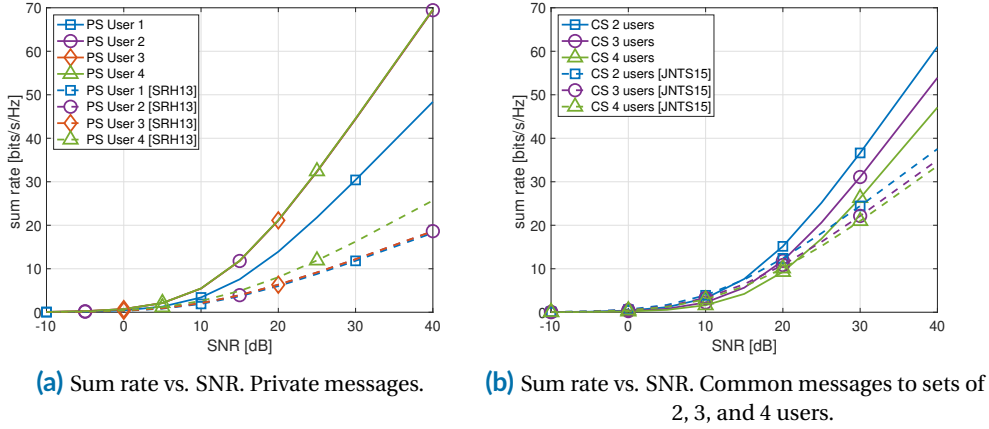 sum rate [bits/s/Hz]
70
60
50
40
30
20
10
0
PS User 1
PS User 2
PS User 3
PS User 4
PS User 1 [SRH13]
PS User 2 [SRH13]
PS User 3 [SRH13]
PS User 4 [SRH13]
-10 0 10 20 30 40
SNR [dB]
(a) Sum rate vs. SNR. Private messages.
sum rate [bits/s/Hz]
70
60
50
40
30
20
10
0
CS 2 users
CS 3 users
CS 4 users
CS 2 users [JNTS15]
CS 3 users [JNTS15]
CS 4 users [JNTS15]
-10 0 10 20 30 40
SNR [dB]
(b) Sum rate vs. SNR. Common messages to sets of
2, 3, and 4 users.